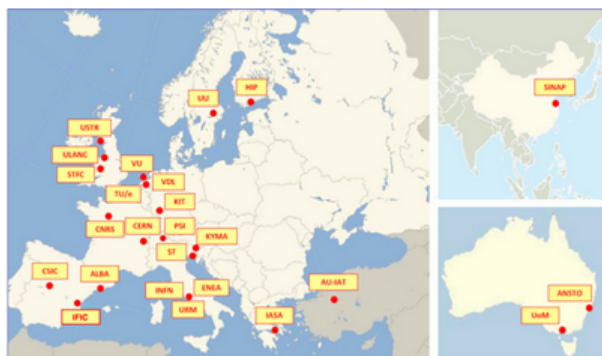 UU
HIP
SINAP
USTR
ULANC
VU
STFC
VDL
TU/e
KIT
CNRS
CERN
PSI
KYMA
ST
CSIC
ALBA
INFN
ENEA
AU-IAT
ANSTO
IFIC
URM
IASA
UoM